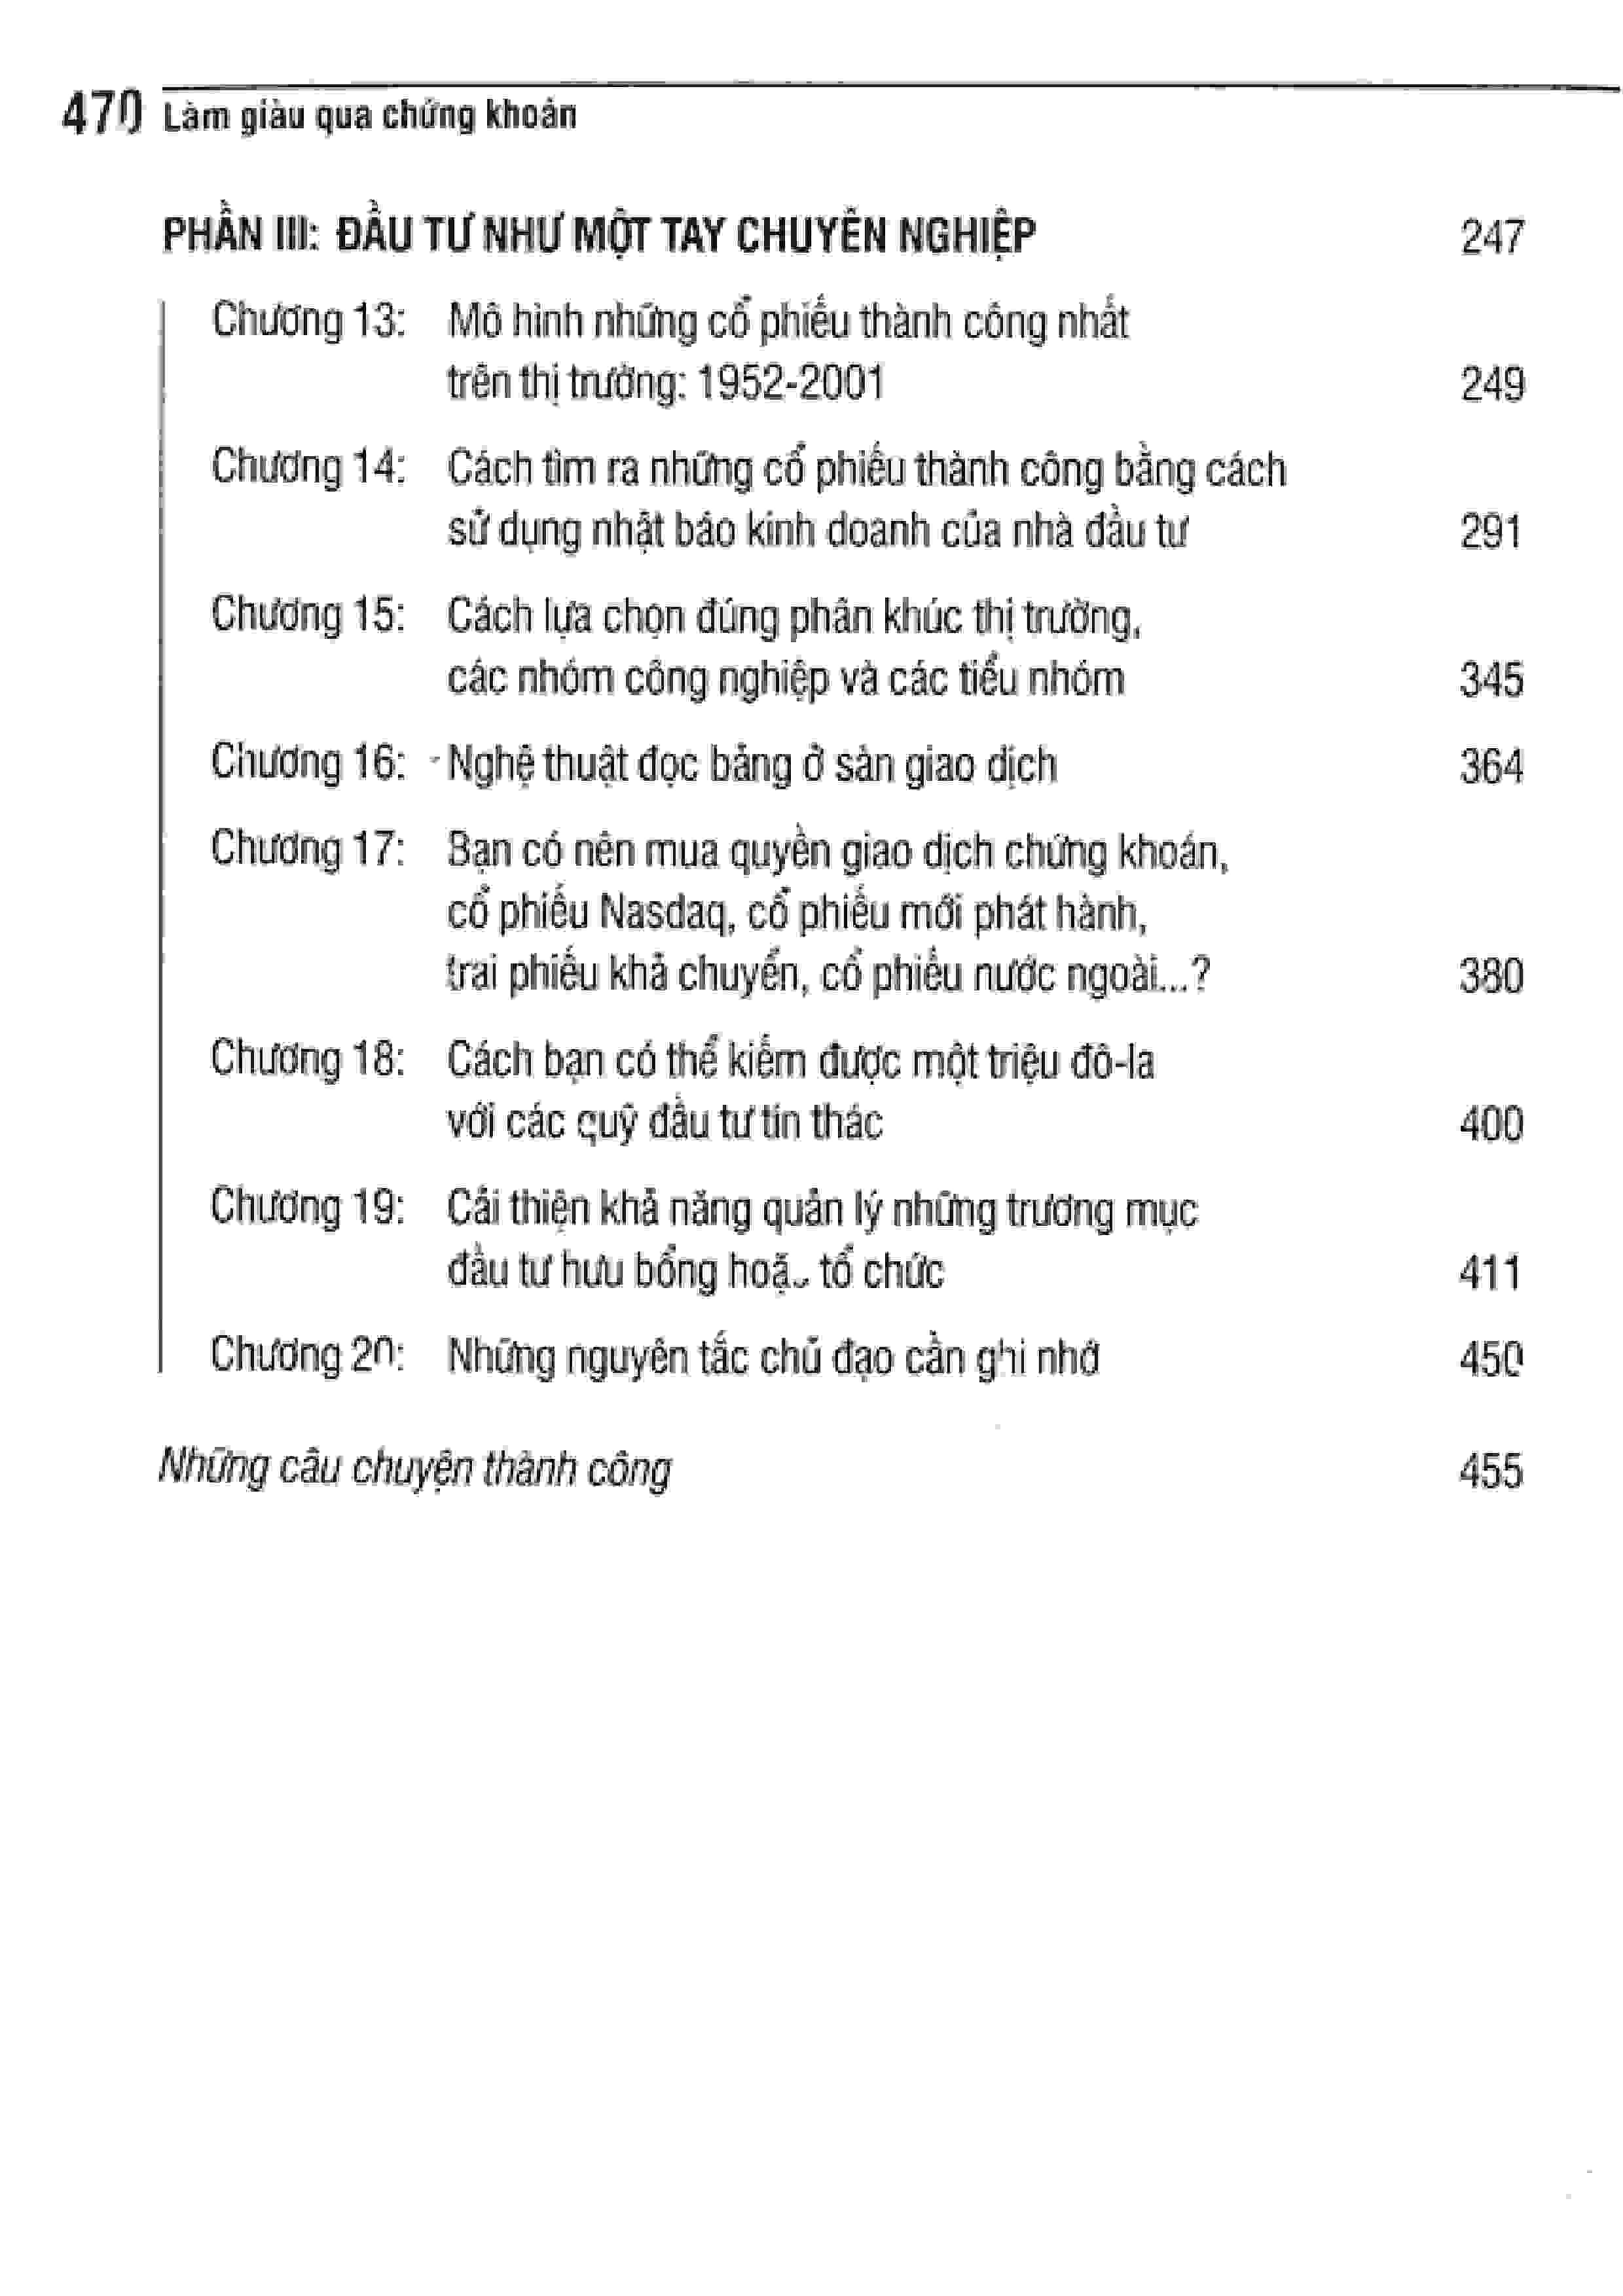 470 Làm giàu qua chứng khoán
PHẦN III: ĐẦU TƯ NHƯ MỘT TAY CHUYÊN NGHIỆP 247
Chương 13: Mô hình những cổ phiếu thành công nhất
trên thị trường: 1952-2001 249
Chương 14: Cách tìm ra những cổ phiếu thành công bằng cách
sử dụng nhật báo kinh doanh của nhà đầu tư 291
Chương 15: Cách lựa chọn đúng phân khúc thị trường,
các nhóm công nghiệp và các tiểu nhóm 345
Chương 16: Nghệ thuật đọc bảng ở sàn giao dịch 364
Chương 17: Bạn có nên mua quyền giao dịch chứng khoán,
cổ phiếu Nasdaq, cổ phiếu mới phát hành,
trai phiếu khả chuyển, cổ phiếu nước ngoài...? 380
Chương 18: Cách bạn có thể kiếm được một triệu đô-la
với các quỹ đầu tư tín thác 400
Chương 19: Cải thiện khả năng quản lý những trương mục
đầu tư hưu bổng hoặc tổ chức 411
Chương 20: Những nguyên tắc chủ đạo cần ghi nhớ 450
Những câu chuyện thành công 455